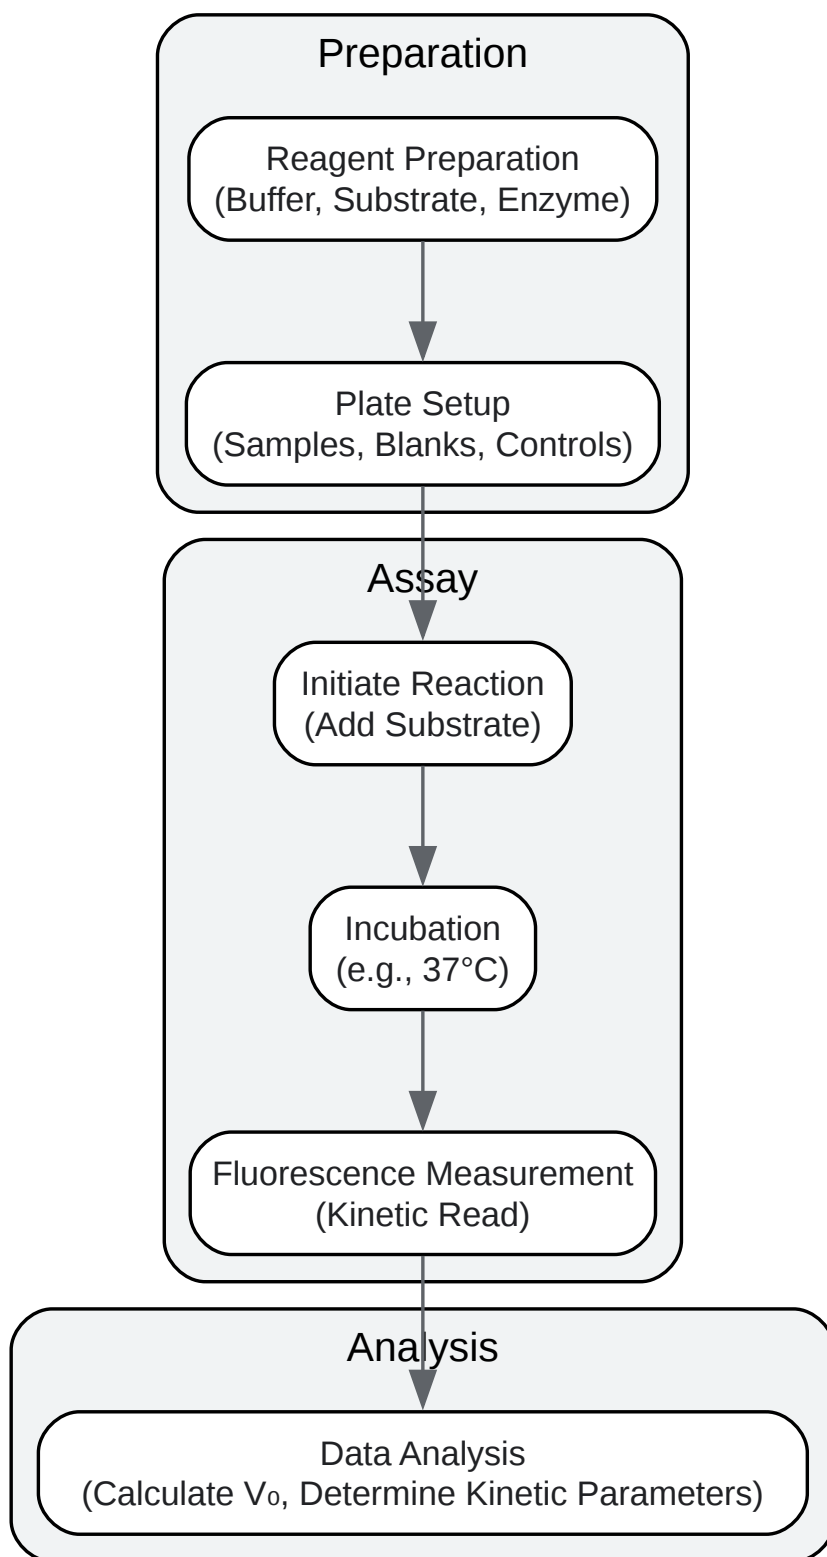 Preparation
Reagent Preparation
(Buffer, Substrate, Enzyme)
Plate Setup
(Samples, Blanks, Controls)
Assay
Initiate Reaction
(Add Substrate)
Incubation
(e.g., 37°C)
Fluorescence Measurement
(Kinetic Read)
Analysis
Data Analysis
(Calculate V₀, Determine Kinetic Parameters)